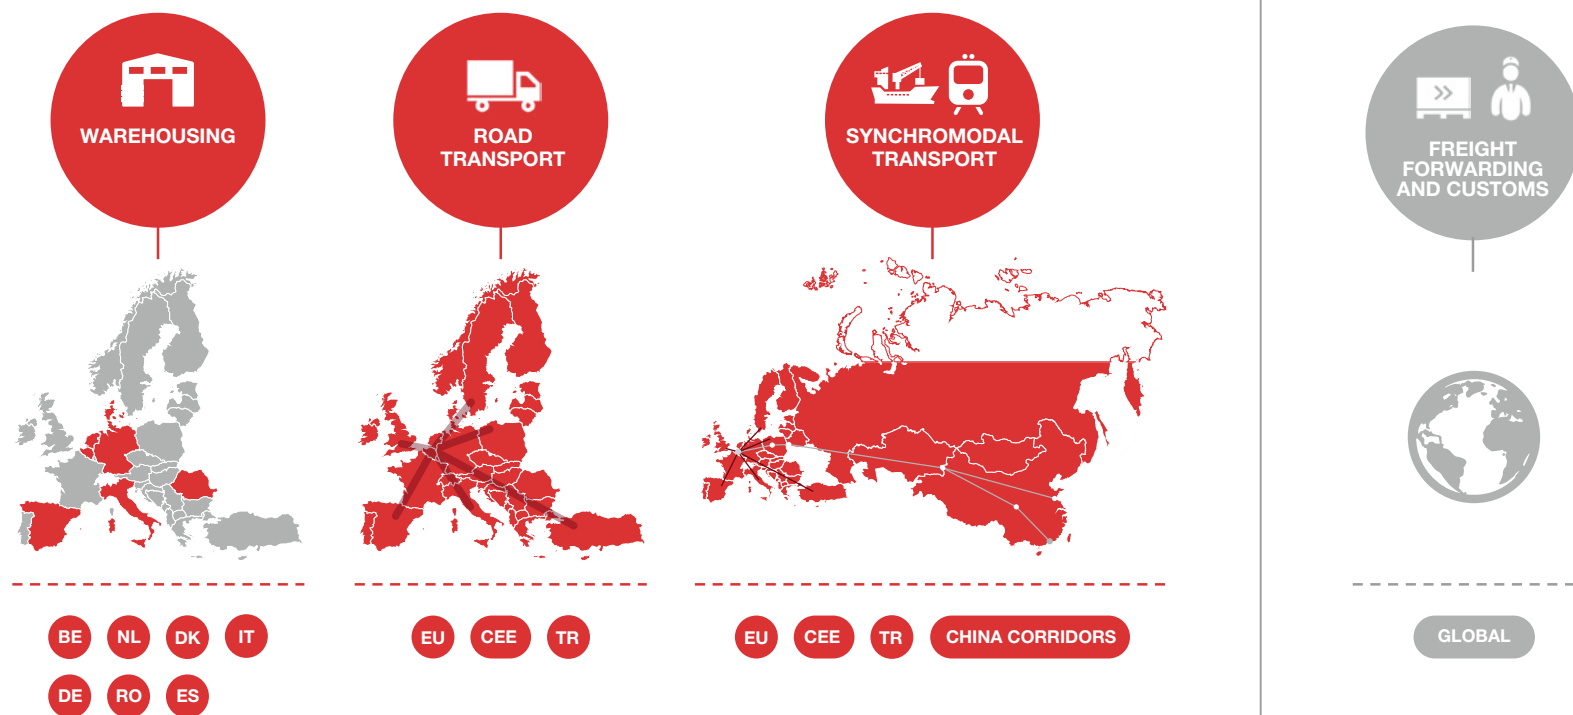 WAREHOUSING
ROAD
TRANSPORT
SYNCHROMODAL
TRANSPORT
FREIGHT
FORWARDING
AND CUSTOMS
BE NL DK IT
DE RO ES
EU CEE TR
EU CEE TR CHINA CORRIDORS
GLOBAL